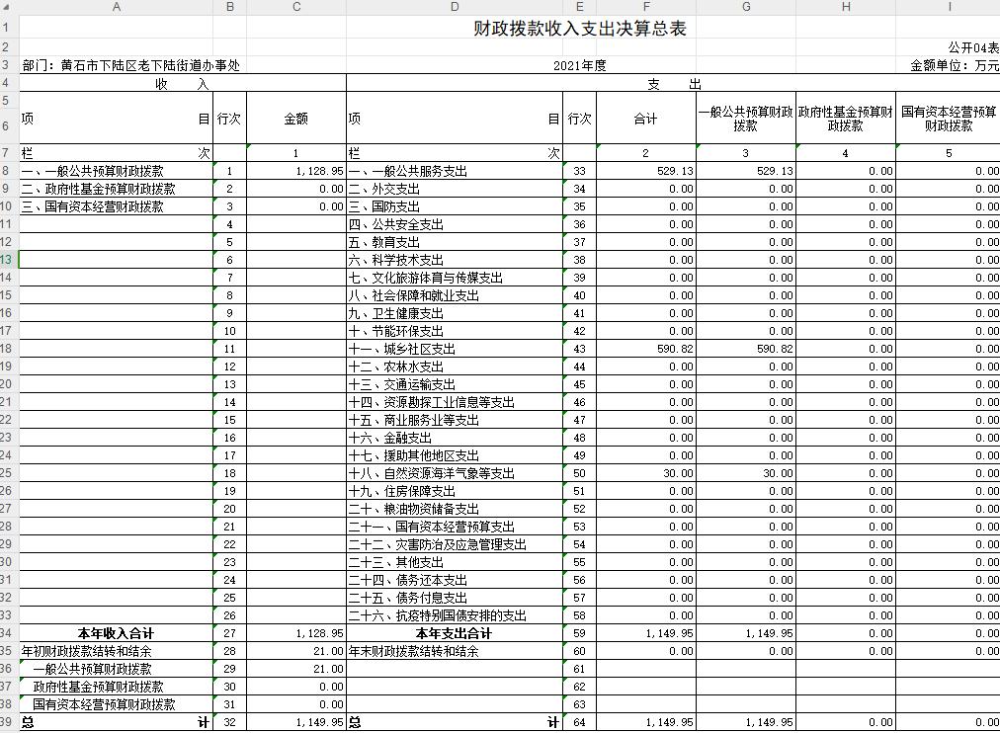 A B C D E F G H I
1 财政拨款收入支出决算总表
2 公开04表
3 部门：黄石市下陆区老下陆街道办事处 2021年度 金额单位：万元
4 收 入 支 出
5
6 项 目 行次 金额 项 目 行次 合计 一般公共预算财政拨款 政府性基金预算财政拨款 国有资本经营预算财政拨款
7 栏 次 1 栏 次 2 3 4 5
8 一、一般公共预算财政拨款 1 1,128.95 一、一般公共服务支出 33 529.13 529.13 0.00 0.00
9 二、政府性基金预算财政拨款 2 0.00 二、外交支出 34 0.00 0.00 0.00 0.00
10 三、国有资本经营财政拨款 3 0.00 三、国防支出 35 0.00 0.00 0.00 0.00
11 4 四、公共安全支出 36 0.00 0.00 0.00 0.00
12 5 五、教育支出 37 0.00 0.00 0.00 0.00
13 6 六、科学技术支出 38 0.00 0.00 0.00 0.00
14 7 七、文化旅游体育与传媒支出 39 0.00 0.00 0.00 0.00
15 8 八、社会保障和就业支出 40 0.00 0.00 0.00 0.00
16 9 九、卫生健康支出 41 0.00 0.00 0.00 0.00
17 10 十、节能环保支出 42 0.00 0.00 0.00 0.00
18 11 十一、城乡社区支出 43 590.82 590.82 0.00 0.00
19 12 十二、农林水支出 44 0.00 0.00 0.00 0.00
20 13 十三、交通运输支出 45 0.00 0.00 0.00 0.00
21 14 十四、资源勘探工业信息等支出 46 0.00 0.00 0.00 0.00
22 15 十五、商业服务业等支出 47 0.00 0.00 0.00 0.00
23 16 十六、金融支出 48 0.00 0.00 0.00 0.00
24 17 十七、援助其他地区支出 49 0.00 0.00 0.00 0.00
25 18 十八、自然资源海洋气象等支出 50 30.00 30.00 0.00 0.00
26 19 十九、住房保障支出 51 0.00 0.00 0.00 0.00
27 20 二十、粮油物资储备支出 52 0.00 0.00 0.00 0.00
28 21 二十一、国有资本经营预算支出 53 0.00 0.00 0.00 0.00
29 22 二十二、灾害防治及应急管理支出 54 0.00 0.00 0.00 0.00
30 23 二十三、其他支出 55 0.00 0.00 0.00 0.00
31 24 二十四、债务还本支出 56 0.00 0.00 0.00 0.00
32 25 二十五、债务付息支出 57 0.00 0.00 0.00 0.00
33 26 二十六、抗疫特别国债安排的支出 58 0.00 0.00 0.00 0.00
34 本年收入合计 27 1,128.95 本年支出合计 59 1,149.95 1,149.95 0.00 0.00
35 年初财政拨款结转和结余 28 21.00 年末财政拨款结转和结余 60 0.00 0.00 0.00 0.00
36 一般公共预算财政拨款 29 21.00 61
37 政府性基金预算财政拨款 30 0.00 62
38 国有资本经营预算财政拨款 31 0.00 63
39 总 计 32 1,149.95 总 计 64 1,149.95 1,149.95 0.00 0.00